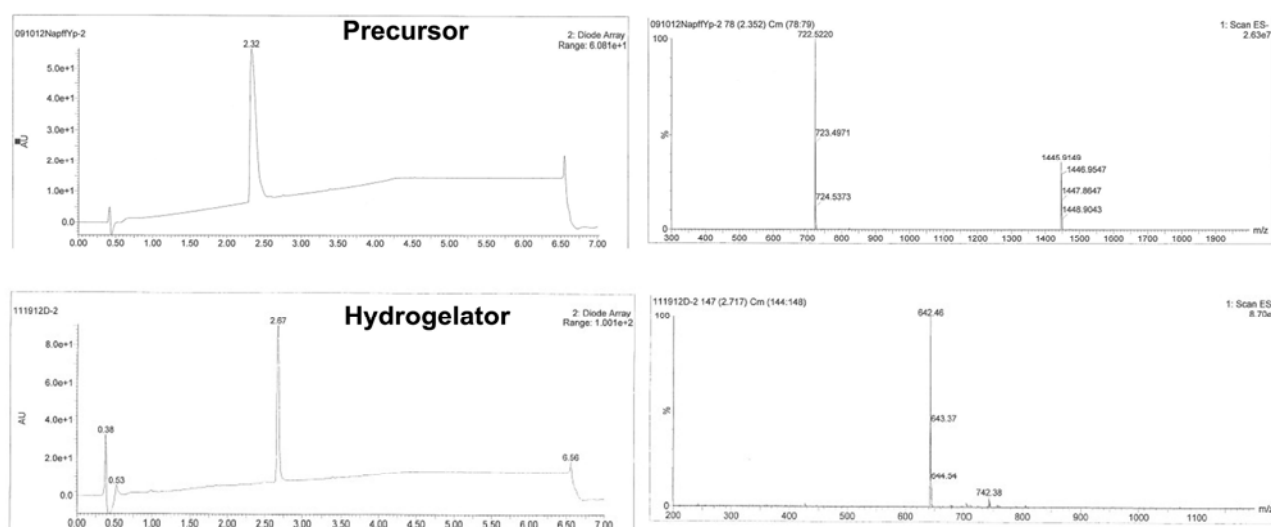 Precursor
091012NapffYp-2
2: Diode Array
Range: 6.081e+1
2.32
5.0e+1
4.0e+1
3.0e+1
2.0e+1
1.0e+1
0.0
AU
0.00 0.50 1.00 1.50 2.00 2.50 3.00 3.50 4.00 4.50 5.00 5.50 6.00 6.50 7.00
091012NapffYp-2 78 (2.352) Cm (78:79)
1: Scan ES-
2.63e7
100
%
0
722.5220
723.4971
724.5373
1445.9149
1446.9547
1447.8647
1448.9043
300 400 500 600 700 800 900 1000 1100 1200 1300 1400 1500 1600 1700 1800 1900
m/z
Hydrogelator
111912D-2
2: Diode Array
Range: 1.001e+2
2.67
0.38
0.53
6.56
8.0e+1
6.0e+1
4.0e+1
2.0e+1
0.0
AU
0.00 0.50 1.00 1.50 2.00 2.50 3.00 3.50 4.00 4.50 5.00 5.50 6.00 6.50 7.00
111912D-2 147 (2.717) Cm (144:148)
1: Scan ES
8.70e
100
%
0
642.46
643.37
644.54
742.38
200 300 400 500 600 700 800 900 1000 1100
m/z